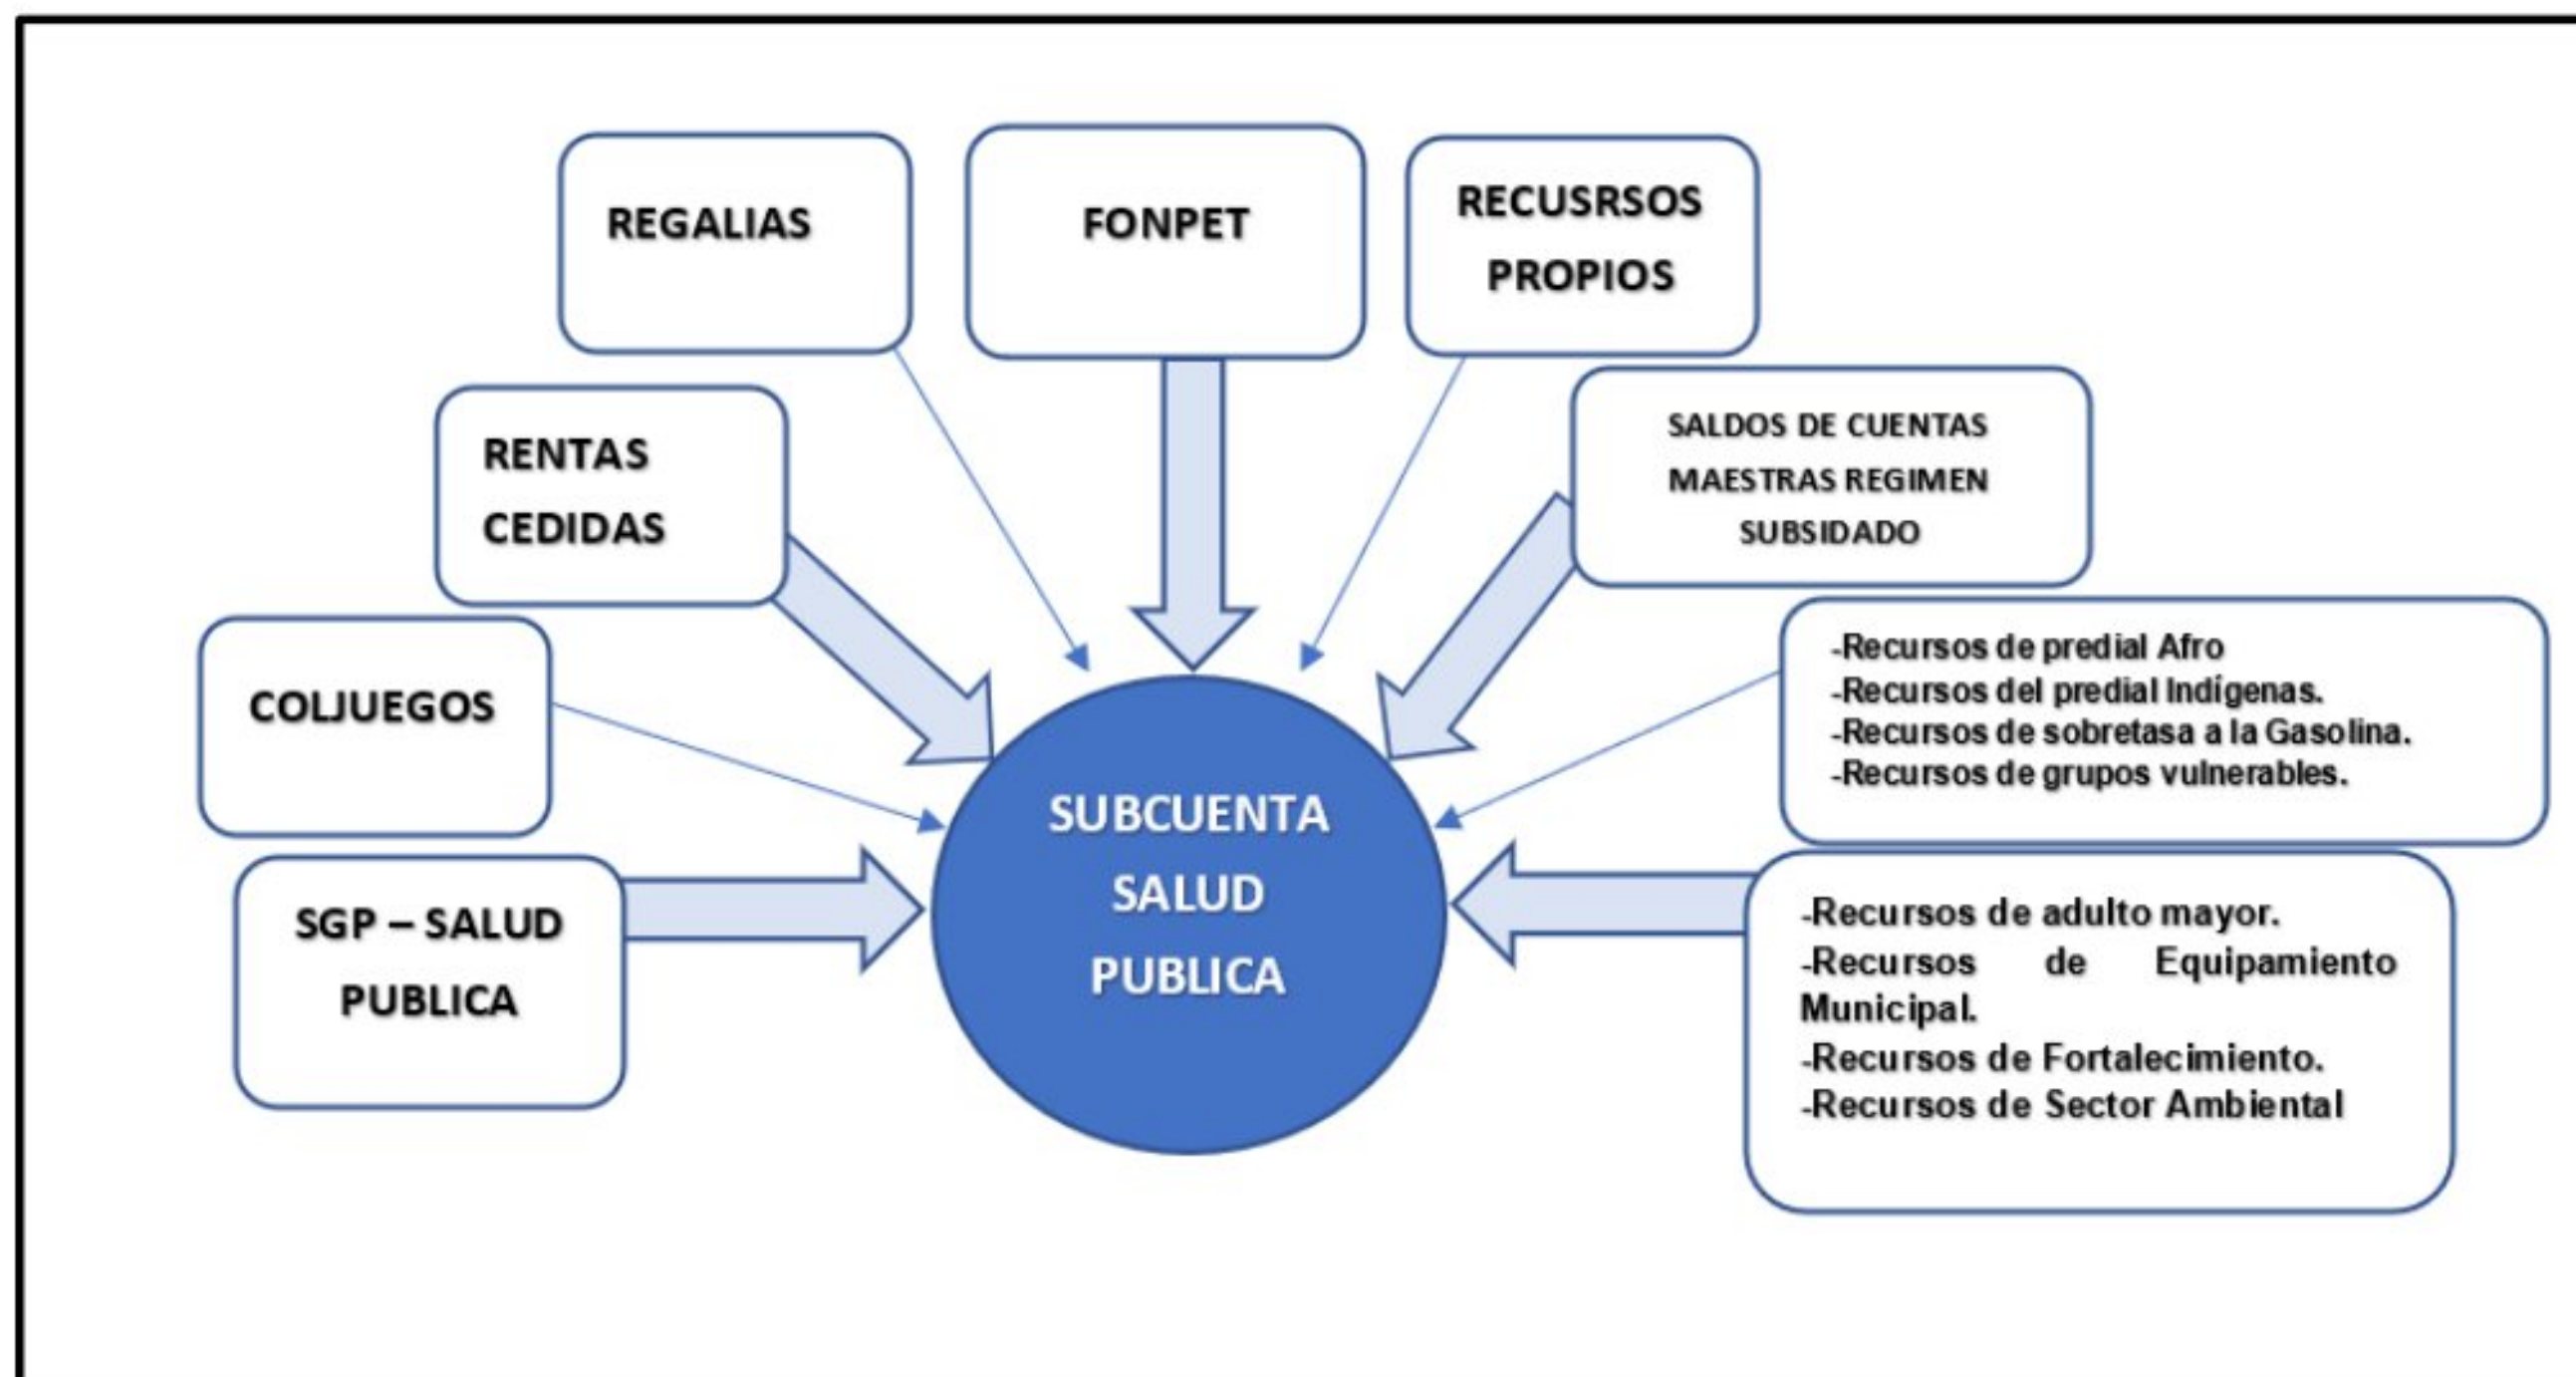 REGALIAS
FONPET
RECUSRSOS
PROPIOS
RENTAS
CEDIDAS
SALDOS DE CUENTAS
MAESTRAS REGIMEN
SUBSIDADO
COLJUEGOS
-Recursos de predial Afro
-Recursos del predial Indígenas.
-Recursos de sobretasa a la Gasolina.
-Recursos de grupos vulnerables.
SGP – SALUD
PUBLICA
SUBCUENTA
SALUD
PUBLICA
-Recursos de adulto mayor.
-Recursos de Equipamiento
Municipal.
-Recursos de Fortalecimiento.
-Recursos de Sector Ambiental